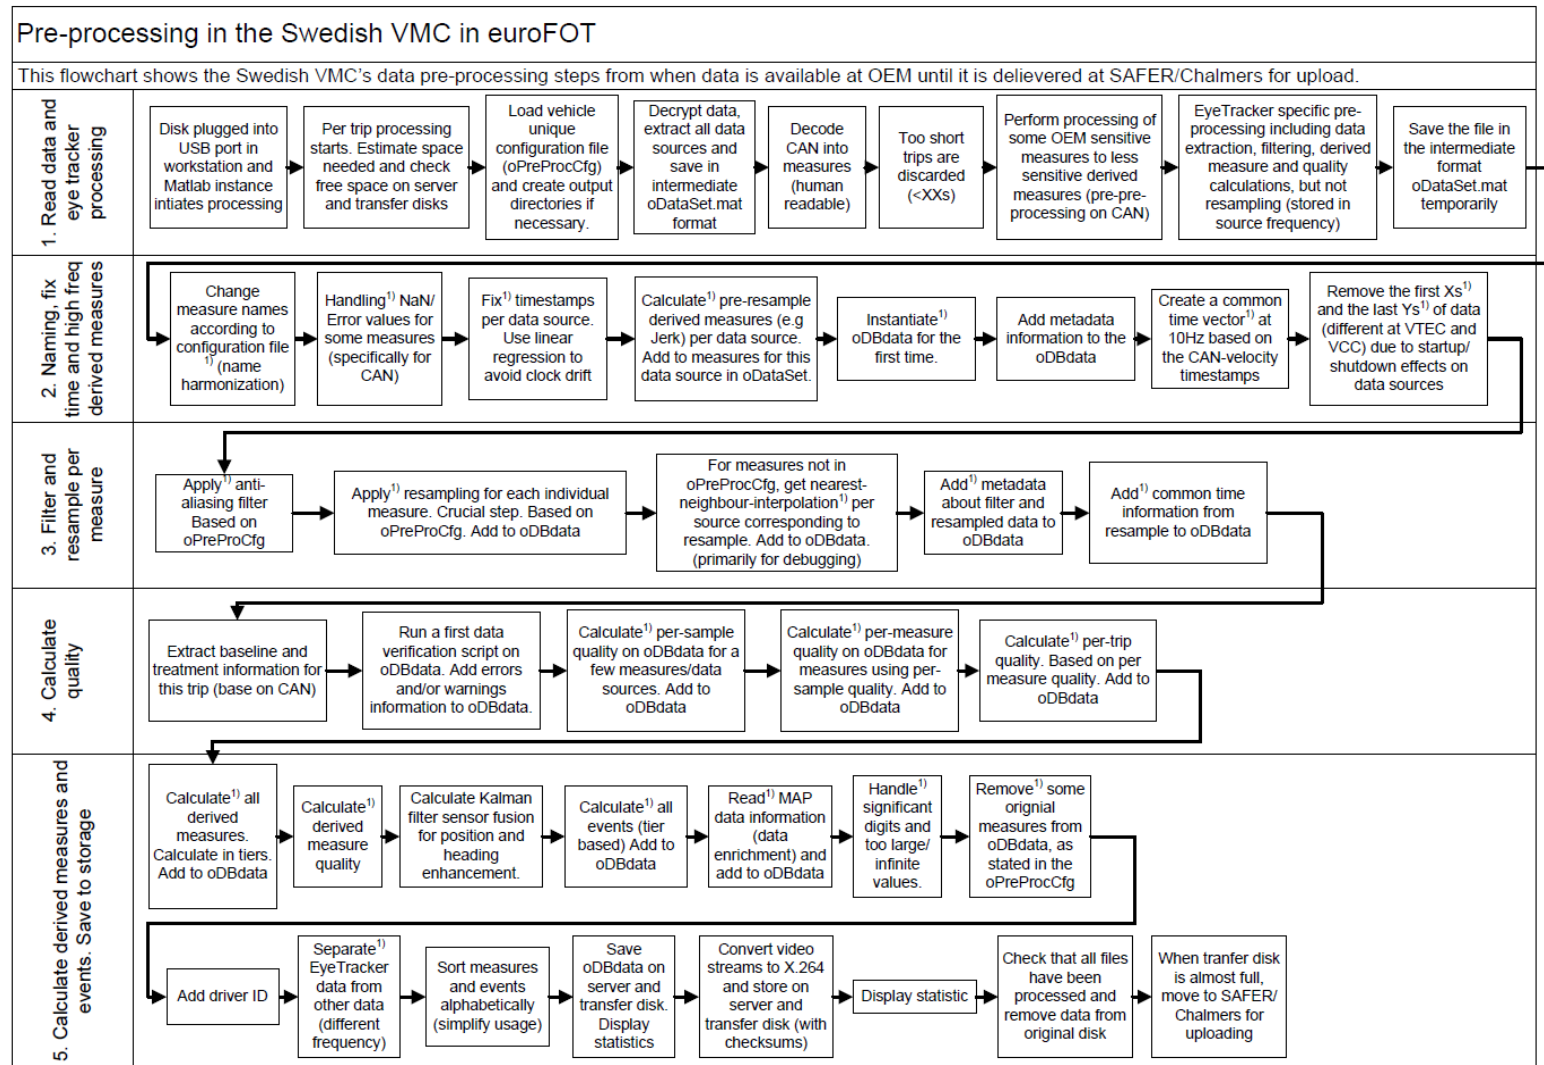 Pre-processing in the Swedish VMC in euroFOT
This flowchart shows the Swedish VMC's data pre-processing steps from when data is available at OEM until it is delievered at SAFER/Chalmers for upload.
1. Read data and
eye tracker
processing
Disk plugged into
USB port in
workstation and
Matlab instance
intiates processing
Per trip processing
starts. Estimate space
needed and check
free space on server
and transfer disks
Load vehicle
unique
configuration file
(oPreProcCfg)
and create output
directories if
necessary.
Decrypt data,
extract all data
sources and
save in
intermediate
oDataSet.mat
format
Decode
CAN into
measures
(human
readable)
Too short
trips are
discarded
(<XXs)
Perform processing of
some OEM sensitive
measures to less
sensitive derived
measures (pre-pre-
processing on CAN)
EyeTracker specific pre-
processing including data
extraction, filtering, derived
measure and quality
calculations, but not
resampling (stored in
source frequency)
Save the file in
the intermediate
format
oDataSet.mat
temporarily
2. Naming, fix
time and high freq
derived measures
Change
measure names
according to
configuration file
1) (name
harmonization)
Handling1) NaN/
Error values for
some measures
(specifically for
CAN)
Fix1) timestamps
per data source.
Use linear
regression to
avoid clock drift
Calculate1) pre-resample
derived measures (e.g
Jerk) per data source.
Add to measures for this
data source in oDataSet.
Instantiate1)
oDBdata for the
first time.
Add metadata
information to the
oDBdata
Create a common
time vector1) at
10Hz based on
the CAN-velocity
timestamps
Remove the first Xs1)
and the last Ys1) of data
(different at VTEC and
VCC) due to startup/
shutdown effects on
data sources
3. Filter and
resample per
measure
Apply1) anti-
aliasing filter
Based on
oPreProCfg
Apply1) resampling for each individual
measure. Crucial step. Based on
oPreProCfg. Add to oDBdata
For measures not in
oPreProcCfg, get nearest-
neighbour-interpolation1) per
source corresponding to
resample. Add to oDBdata.
(primarily for debugging)
Add1) metadata
about filter and
resampled data to
oDBdata
Add1) common time
information from
resample to oDBdata
4. Calculate
quality
Extract baseline and
treatment information for
this trip (base on CAN)
Run a first data
verification script on
oDBdata. Add errors
and/or warnings
information to oDBdata.
Calculate1) per-sample
quality on oDBdata for a
few measures/data
sources. Add to
oDBdata
Calculate1) per-measure
quality on oDBdata for
measures using per-
sample quality. Add to
oDBdata
Calculate1) per-trip
quality. Based on per
measure quality. Add to
oDBdata
5. Calculate derived measures and
events. Save to storage
Calculate1) all
derived
measures.
Calculate in tiers.
Add to oDBdata
Calculate1)
derived
measure
quality
Calculate Kalman
filter sensor fusion
for position and
heading
enhancement.
Calculate1) all
events (tier
based) Add to
oDBdata
Read1) MAP
data information
(data
enrichment) and
add to oDBdata
Handle1)
significant
digits and
too large/
infinite
values.
Remove1) some
orignial
measures from
oDBdata, as
stated in the
oPreProcCfg
Add driver ID
Separate1)
EyeTracker
data from
other data
(different
frequency)
Sort measures
and events
alphabetically
(simplify usage)
Save
oDBdata on
server and
transfer disk.
Display
statistics
Convert video
streams to X.264
and store on
server and
transfer disk (with
checksums)
Display statistic
Check that all files
have been
processed and
remove data from
original disk
When tranfer disk
is almost full,
move to SAFER/
Chalmers for
uploading